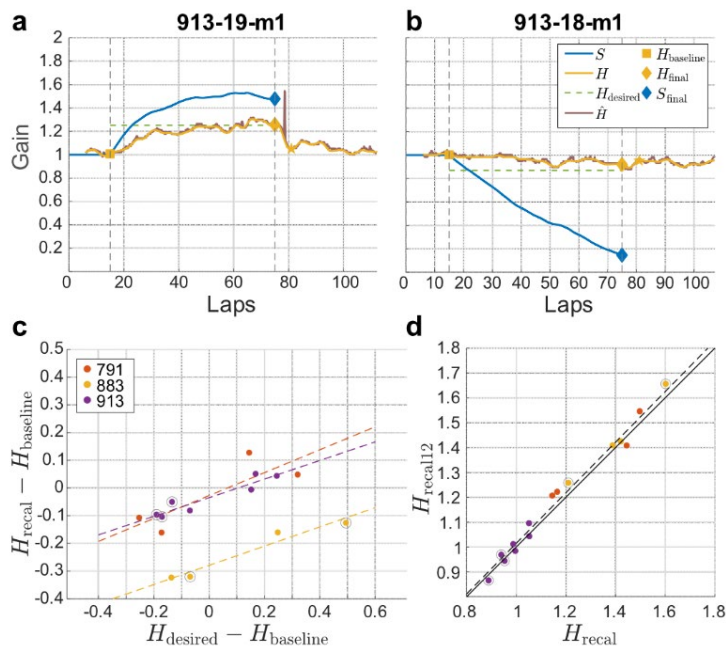 a 913-19-m1
2
1.8
1.6
1.4
1.2
1
0.8
0.6
0.4
0.2
Gain
0 20 40 60 80 100
Laps
b 913-18-m1
S
H
H_desired
Ĥ
H_baseline
H_final
S_final
0 10 20 30 40 50 60 70 80 90 100
Laps
c
0.5
0.4
0.3
0.2
0.1
0
-0.1
-0.2
-0.3
-0.4
H_recal − H_baseline
791
883
913
-0.4 -0.2 0 0.2 0.4 0.6
H_desired − H_baseline
d
1.8
1.7
1.6
1.5
1.4
1.3
1.2
1.1
1
0.9
H_recal12
0.8 1 1.2 1.4 1.6 1.8
H_recal